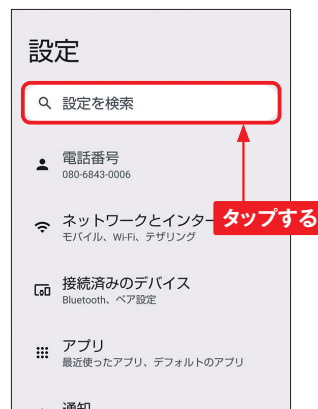 設定
設定を検索
電話番号
080-6843-0006
ネットワークとインター
モバイル、Wi-Fi、テザリング
タップする
接続済みのデバイス
Bluetooth、ペア設定
アプリ
最近使ったアプリ、デフォルトのアプリ
通知